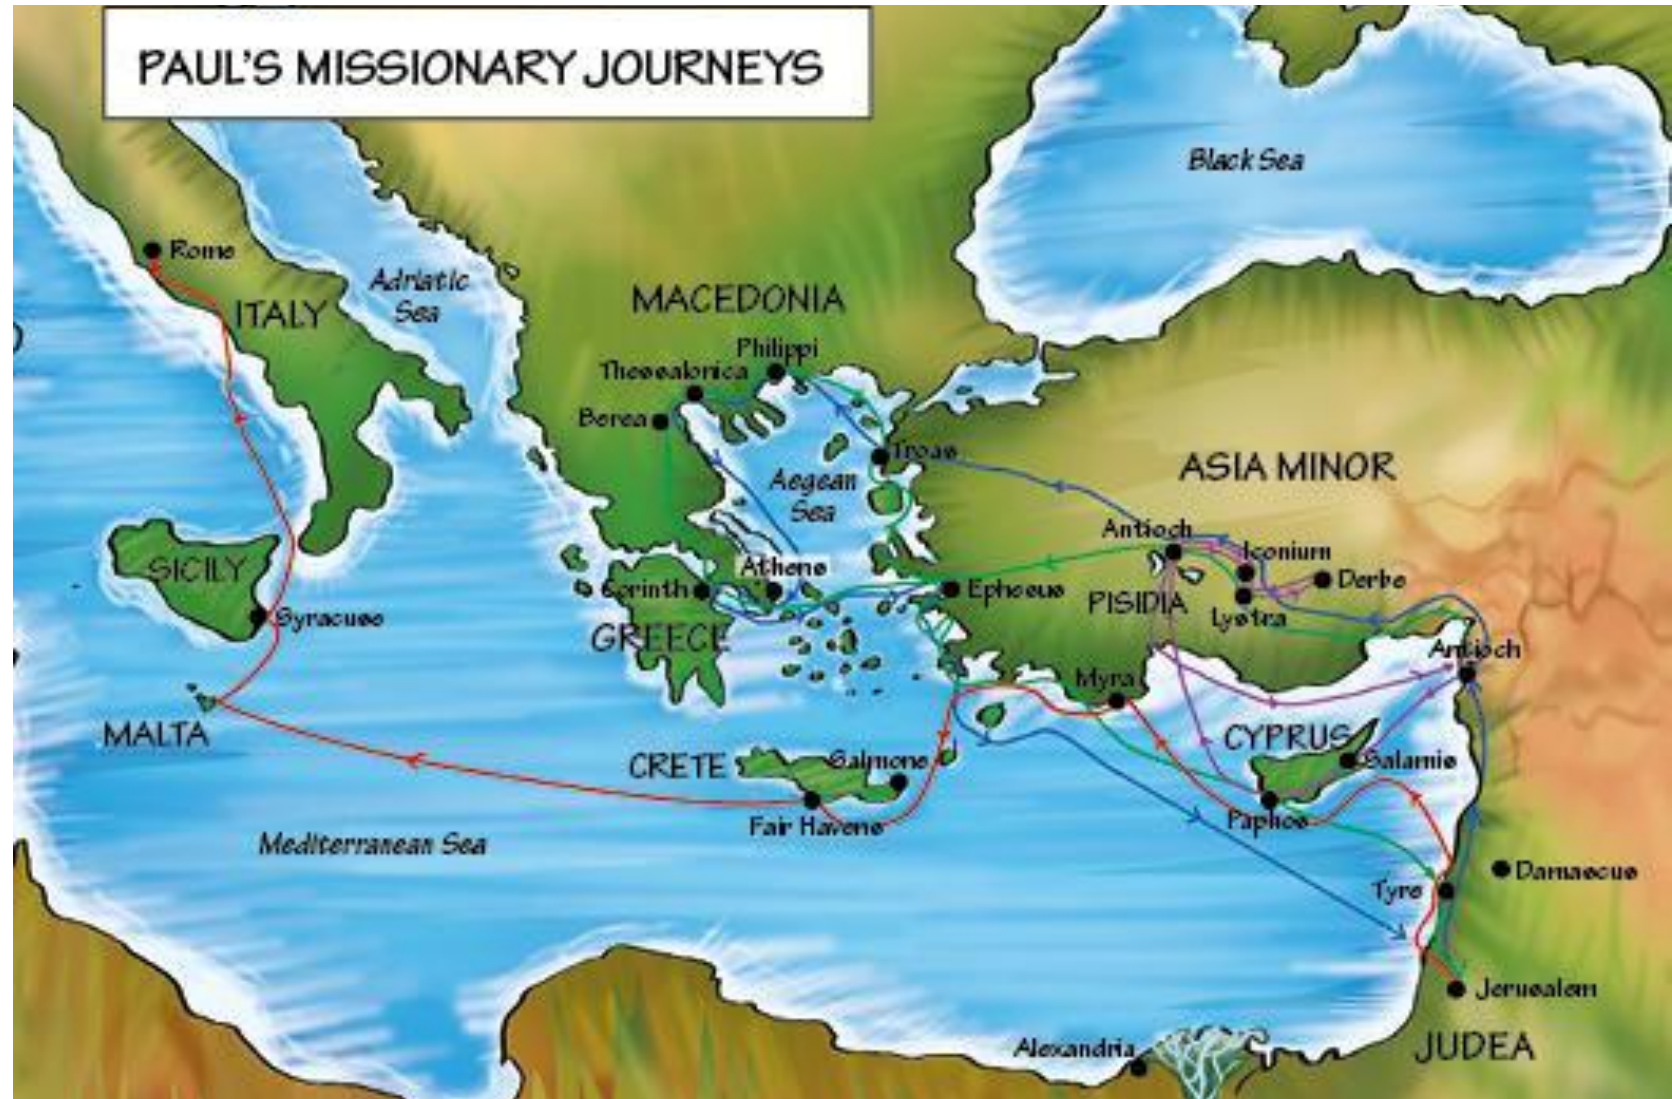 PAUL'S MISSIONARY JOURNEYS
Black Sea
Rome
Adriatic
Sea
ITALY
MACEDONIA
Philippi
Thessalonica
Berea
Troas
Aegean
Sea
ASIA MINOR
Antioch
Iconium
Derbe
SICILY
Athens
Corinth
Ephesus
PISIDIA
Lystra
Syracuse
GREECE
Antioch
Myra
MALTA
CRETE
Salmone
CYPRUS
Salamis
Fair Havens
Paphos
Mediterranean Sea
Damascus
Tyre
Jerusalem
Alexandria
JUDEA